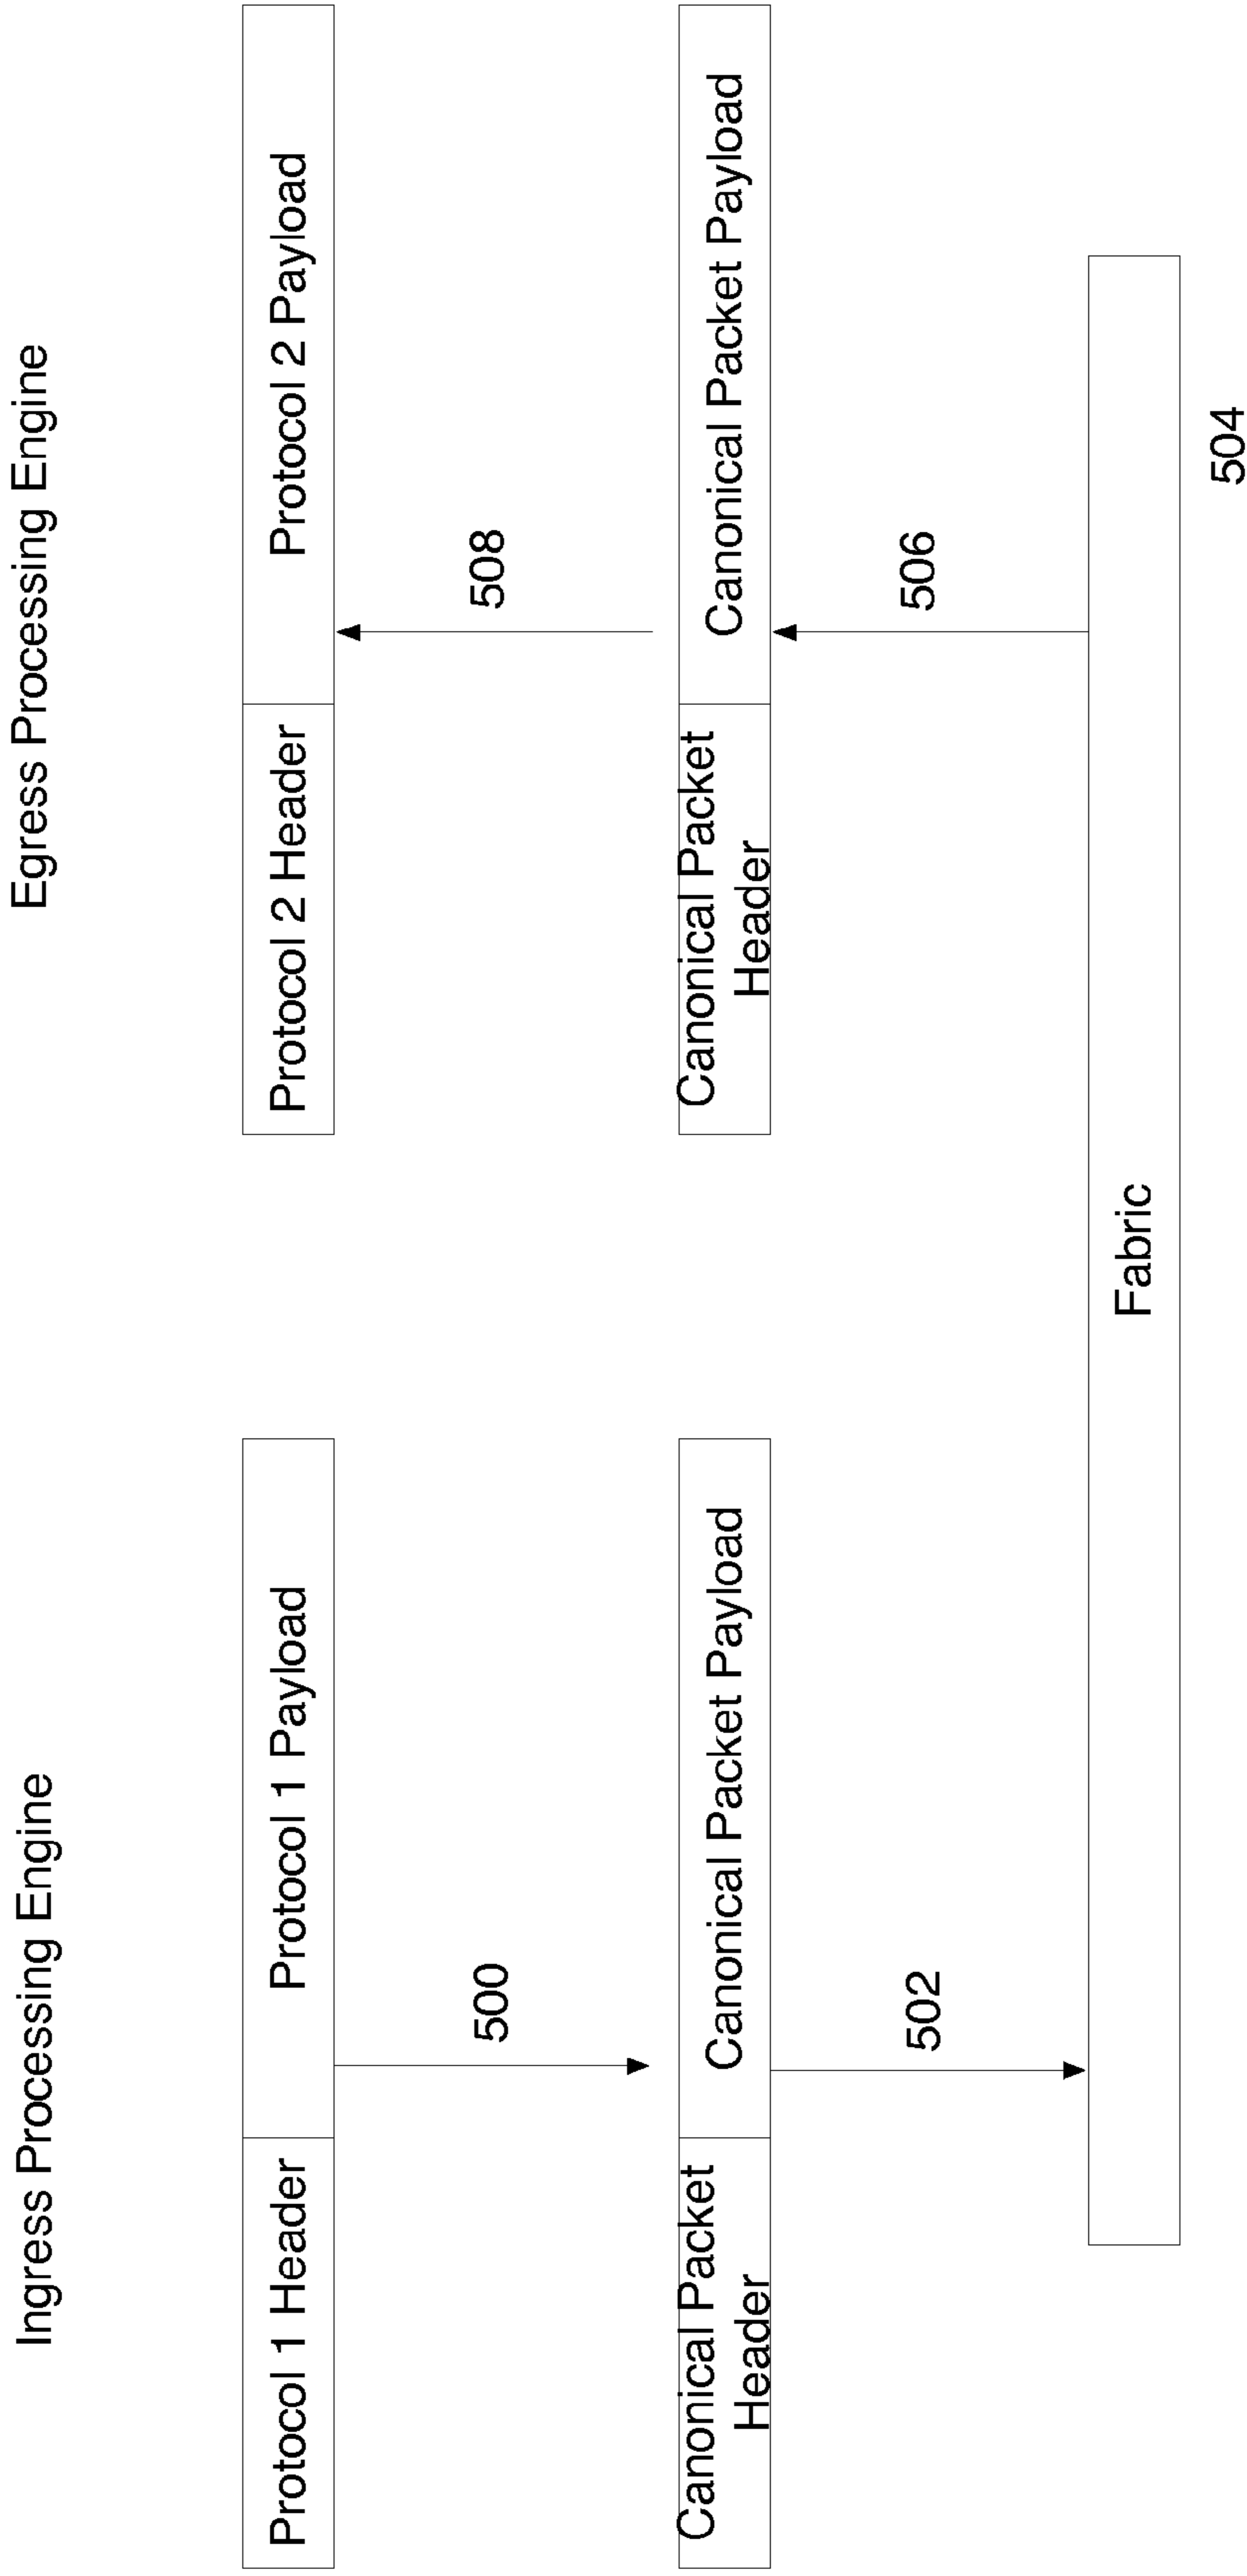 Ingress Processing Engine
Egress Processing Engine
Protocol 1 Header
Protocol 1 Payload
Protocol 2 Header
Protocol 2 Payload
500
508
Canonical Packet
Header
Canonical Packet Payload
Canonical Packet
Header
Canonical Packet Payload
502
506
Fabric
504